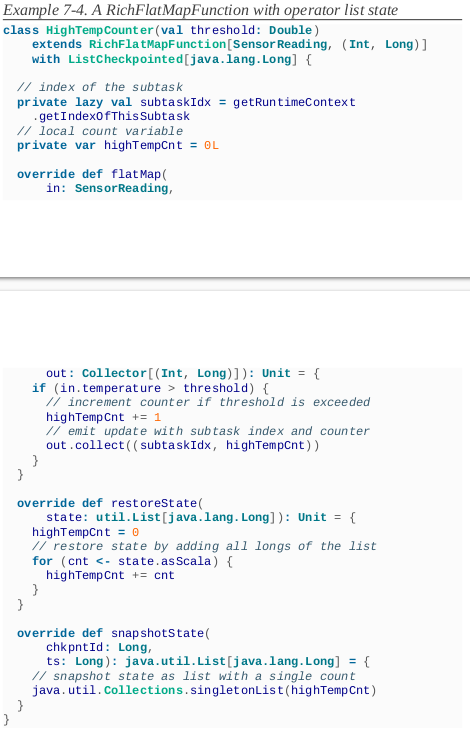 Example 7-4. A RichFlatMapFunction with operator list state
class HighTempCounter(val threshold: Double)
    extends RichFlatMapFunction[SensorReading, (Int, Long)]
    with ListCheckpointed[java.lang.Long] {

  // index of the subtask
  private lazy val subtaskIdx = getRuntimeContext
    .getIndexOfThisSubtask
  // local count variable
  private var highTempCnt = 0L

  override def flatMap(
      in: SensorReading,
      out: Collector[(Int, Long)]): Unit = {
    if (in.temperature > threshold) {
      // increment counter if threshold is exceeded
      highTempCnt += 1
      // emit update with subtask index and counter
      out.collect((subtaskIdx, highTempCnt))
    }
  }

  override def restoreState(
      state: util.List[java.lang.Long]): Unit = {
    highTempCnt = 0
    // restore state by adding all longs of the list
    for (cnt <- state.asScala) {
      highTempCnt += cnt
    }
  }

  override def snapshotState(
      chkpntId: Long,
      ts: Long): java.util.List[java.lang.Long] = {
    // snapshot state as list with a single count
    java.util.Collections.singletonList(highTempCnt)
  }
}